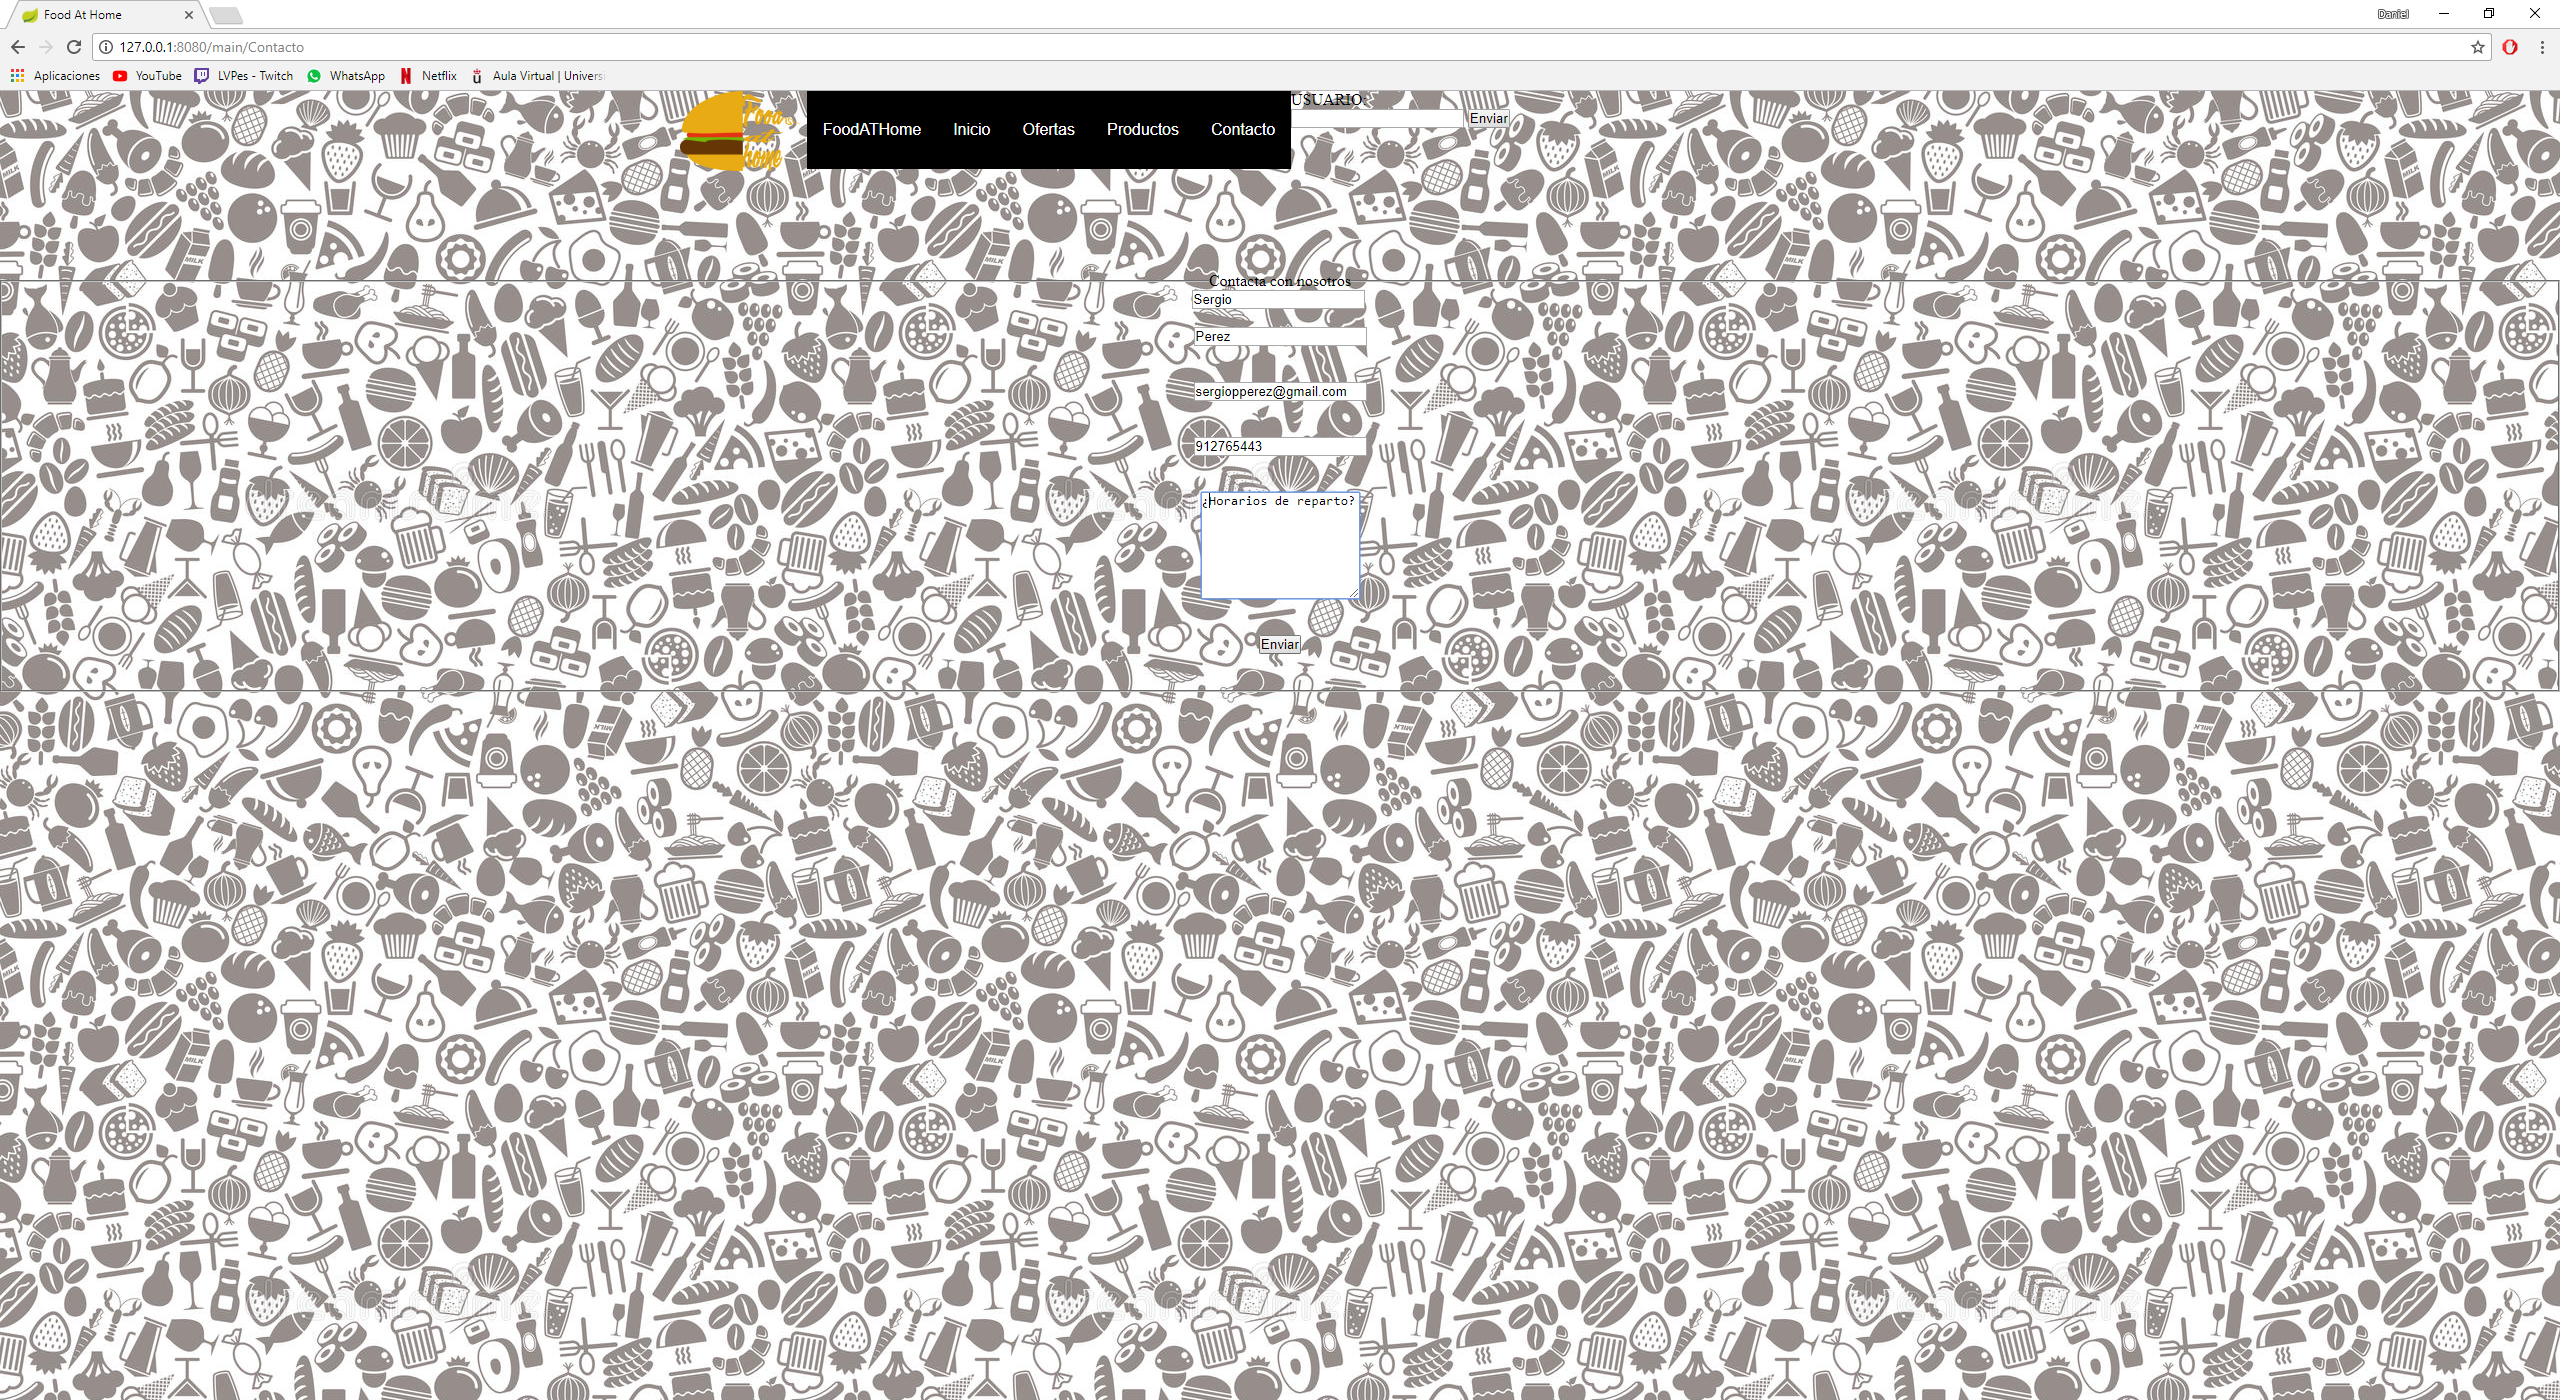 Food At Home
Daniel
127.0.0.1:8080/main/Contacto
Aplicaciones YouTube LVPes - Twitch WhatsApp Netflix Aula Virtual | Univers
Food
at
home
FoodATHome Inicio Ofertas Productos Contacto
USUARIO:
Enviar
Contacta con nosotros
Sergio
Perez
sergiopperez@gmail.com
912765443
¿Horarios de reparto?
Enviar
MILK